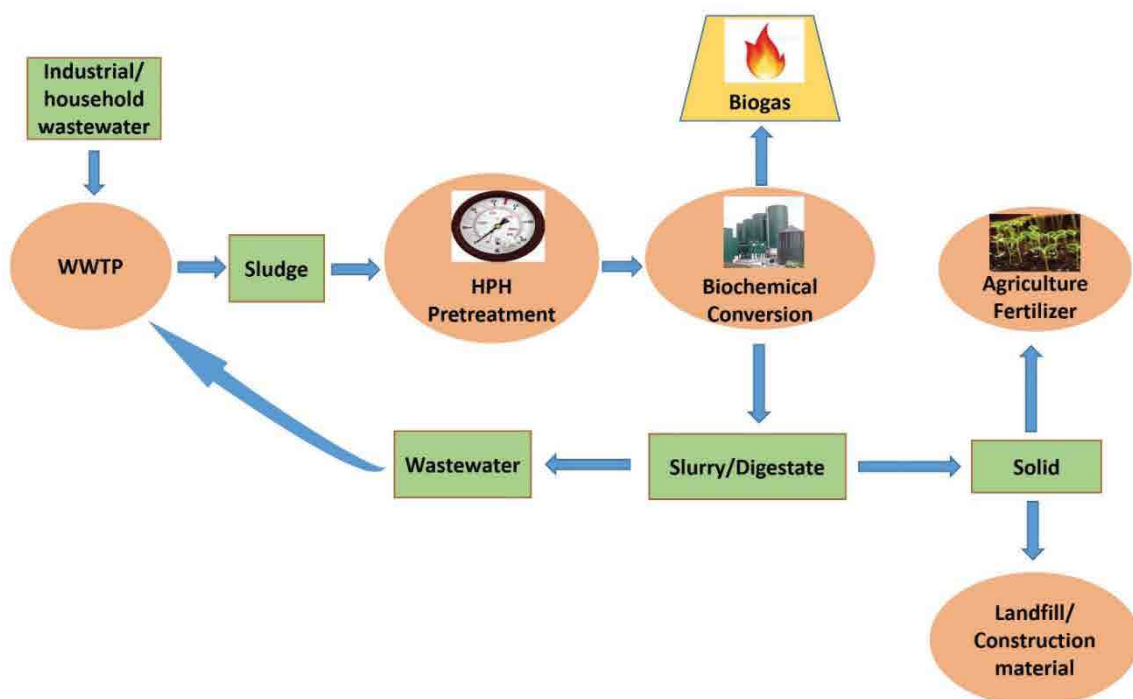 Industrial/
household
wastewater
Biogas
WWTP
Sludge
HPH
Pretreatment
Biochemical
Conversion
Agriculture
Fertilizer
Wastewater
Slurry/Digestate
Solid
Landfill/
Construction
material